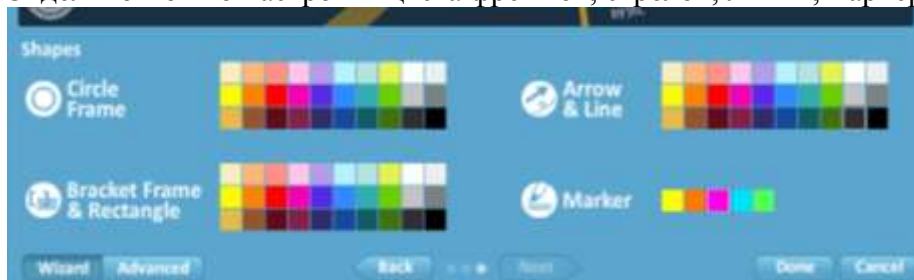 Shapes
Circle
Frame
Arrow
& Line
Bracket Frame
& Rectangle
Marker
Wizard Advanced Back Next Done Cancel